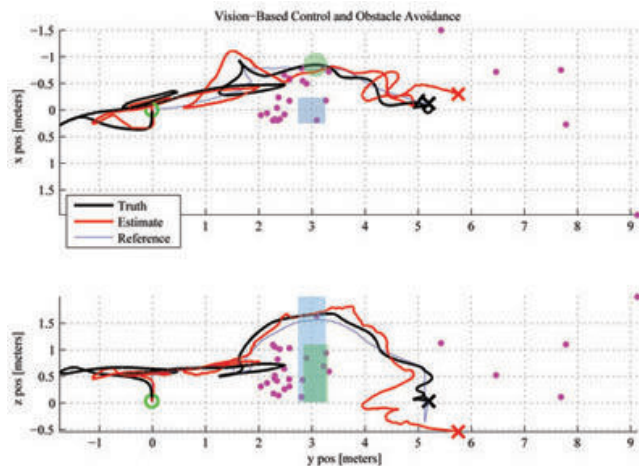 Vision-Based Control and Obstacle Avoidance
-1.5
-1
-0.5
0
0.5
1
1.5
x pos [meters]
Truth
Estimate
Reference
0 1 2 3 4 5 6 7 8 9
1.5
1
0.5
0
-0.5
z pos [meters]
-1 0 1 2 3 4 5 6 7 8 9
y pos [meters]